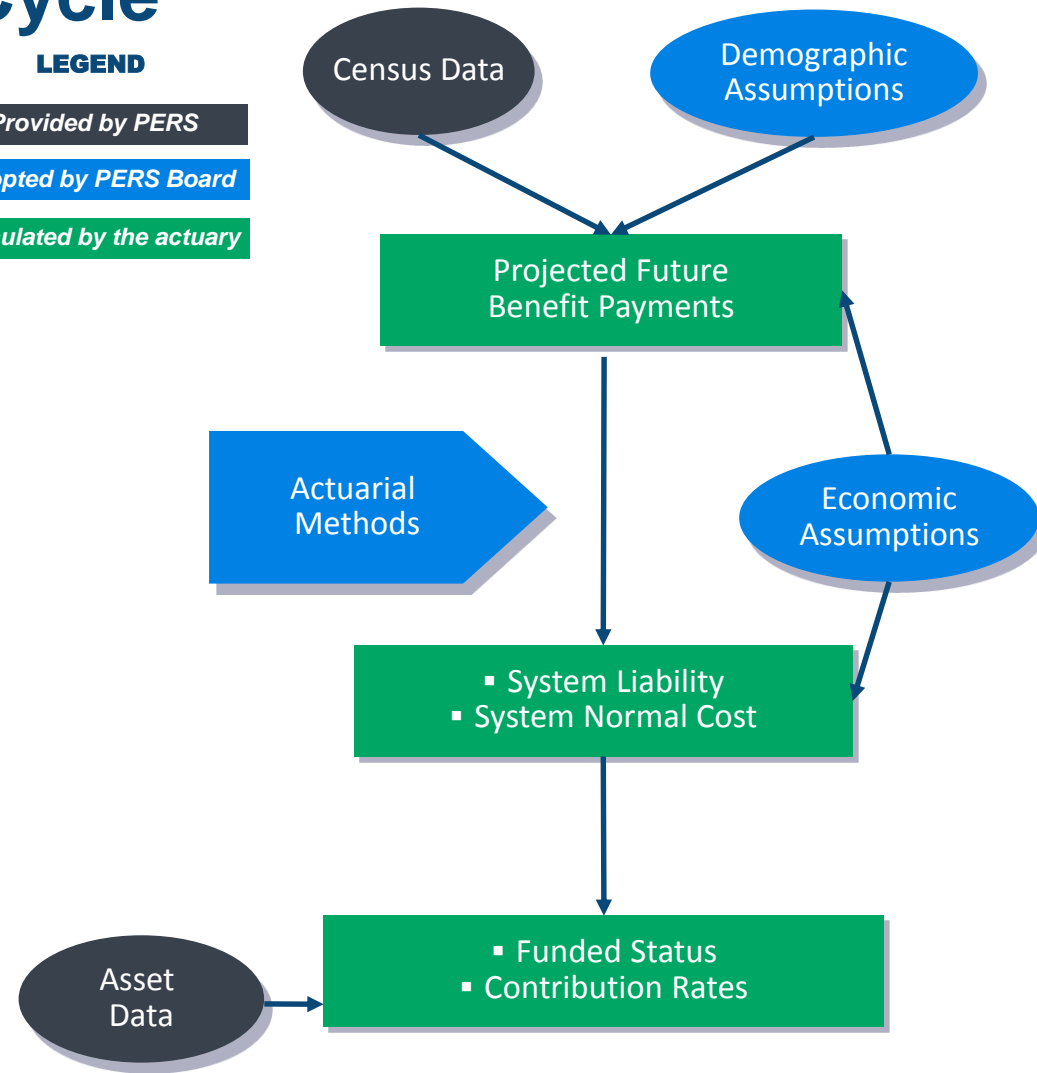 Cycle
LEGEND
Provided by PERS
opted by PERS Board
ulated by the actuary
Census Data
Demographic
Assumptions
Projected Future
Benefit Payments
Actuarial
Methods
Economic
Assumptions
▪ System Liability
▪ System Normal Cost
▪ Funded Status
▪ Contribution Rates
Asset
Data